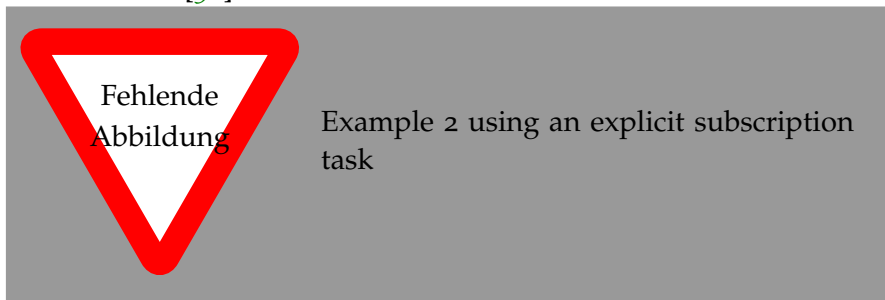 Fehlende
Abbildung
Example 2 using an explicit subscription
task